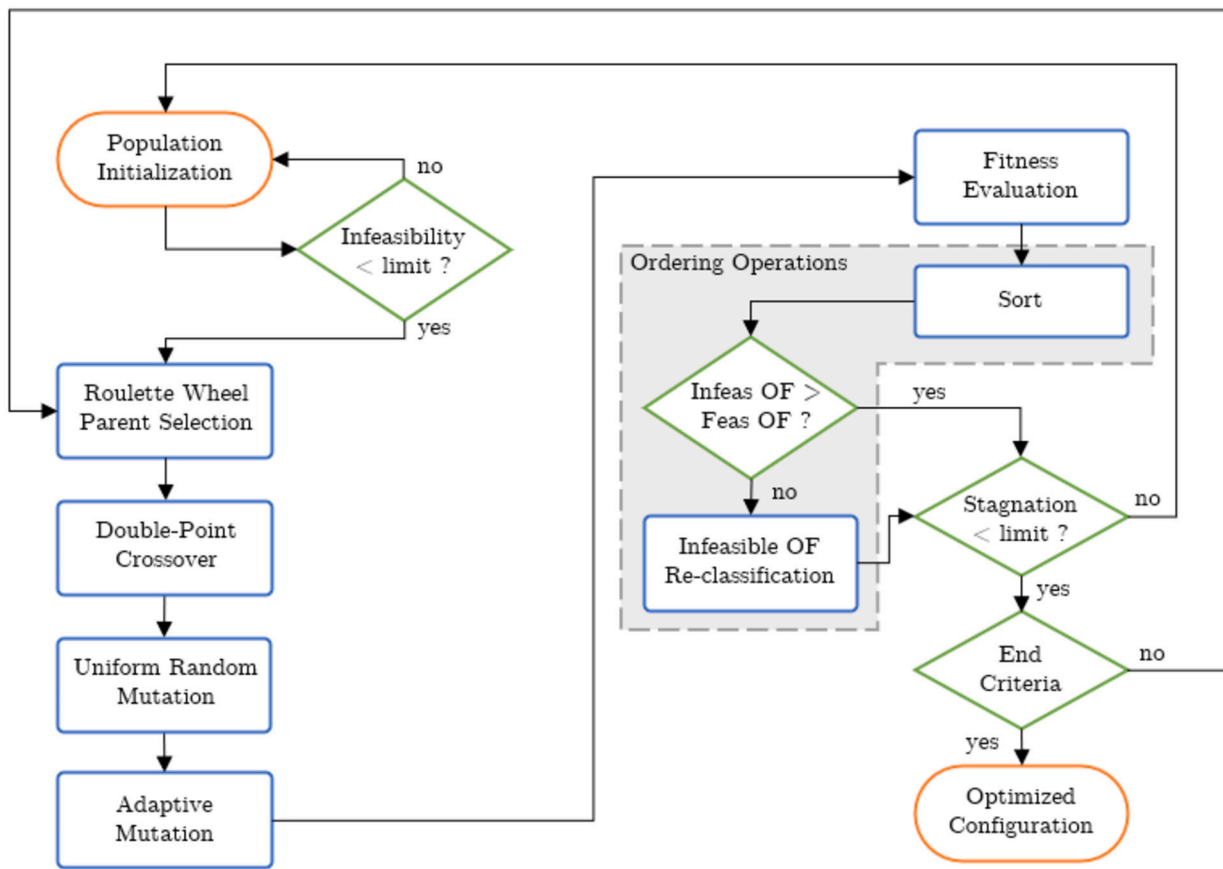 Population
Initialization
no
Infeasibility
< limit ?
yes
Roulette Wheel
Parent Selection
Double-Point
Crossover
Uniform Random
Mutation
Adaptive
Mutation
Fitness
Evaluation
Ordering Operations
Sort
Infeas OF >
Feas OF ?
yes
no
Infeasible OF
Re-classification
Stagnation
< limit ?
no
yes
End
Criteria
no
yes
Optimized
Configuration